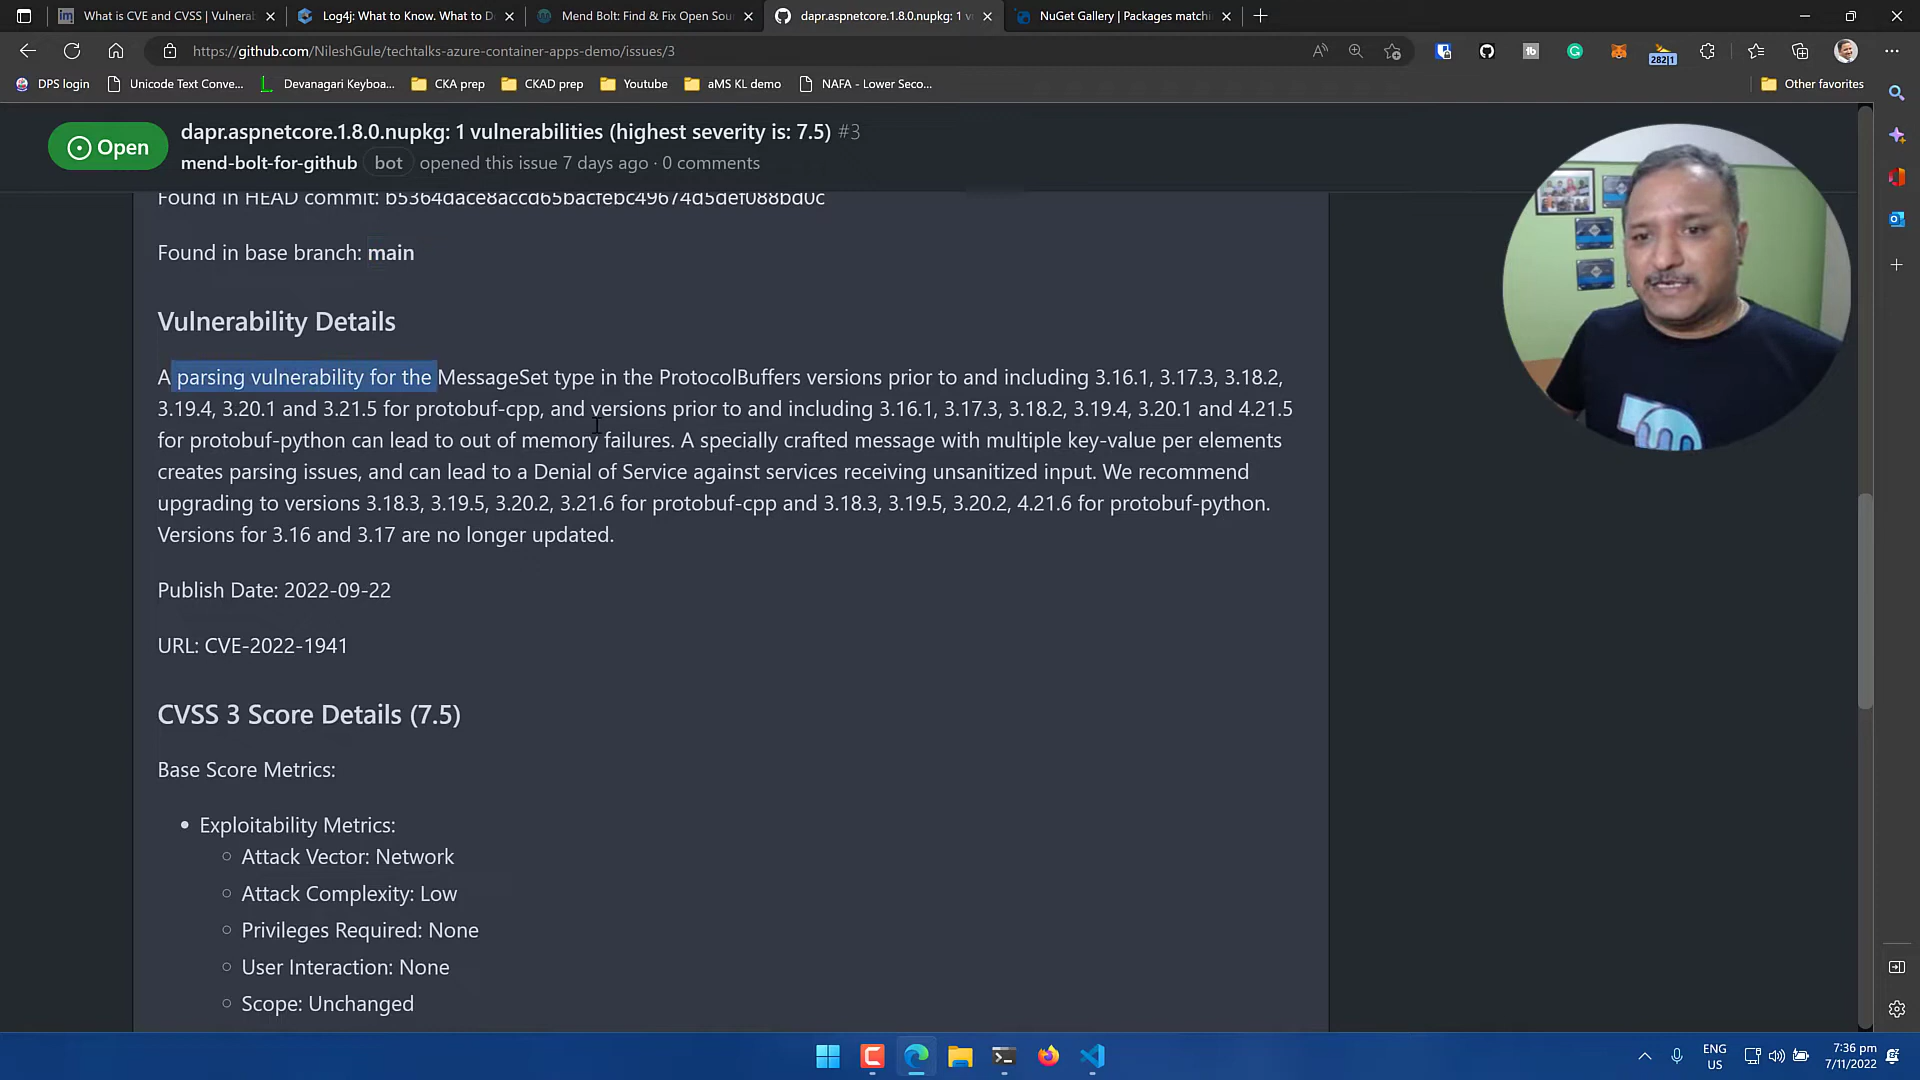 What is CVE and CVSS | Vulnerab
Log4j: What to Know. What to D
Mend Bolt: Find & Fix Open Sou
dapr.aspnetcore.1.8.0.nupkg: 1 v
NuGet Gallery | Packages matchi
https://github.com/NileshGule/techtalks-azure-container-apps-demo/issues/3
282|1
DPS login
Unicode Text Conve...
Devanagari Keyboa...
CKA prep
CKAD prep
Youtube
aMS KL demo
NAFA - Lower Seco...
Other favorites
Open
dapr.aspnetcore.1.8.0.nupkg: 1 vulnerabilities (highest severity is: 7.5) #3
mend-bolt-for-github bot opened this issue 7 days ago · 0 comments
Found in HEAD commit: b5364dace8accd65bacfebc49674d5def088bd0c
Found in base branch: main
Vulnerability Details
A parsing vulnerability for the MessageSet type in the ProtocolBuffers versions prior to and including 3.16.1, 3.17.3, 3.18.2,
3.19.4, 3.20.1 and 3.21.5 for protobuf-cpp, and versions prior to and including 3.16.1, 3.17.3, 3.18.2, 3.19.4, 3.20.1 and 4.21.5
for protobuf-python can lead to out of memory failures. A specially crafted message with multiple key-value per elements
creates parsing issues, and can lead to a Denial of Service against services receiving unsanitized input. We recommend
upgrading to versions 3.18.3, 3.19.5, 3.20.2, 3.21.6 for protobuf-cpp and 3.18.3, 3.19.5, 3.20.2, 4.21.6 for protobuf-python.
Versions for 3.16 and 3.17 are no longer updated.
Publish Date: 2022-09-22
URL: CVE-2022-1941
CVSS 3 Score Details (7.5)
Base Score Metrics:
Exploitability Metrics:
Attack Vector: Network
Attack Complexity: Low
Privileges Required: None
User Interaction: None
Scope: Unchanged
ENG
US
7:36 pm
7/11/2022